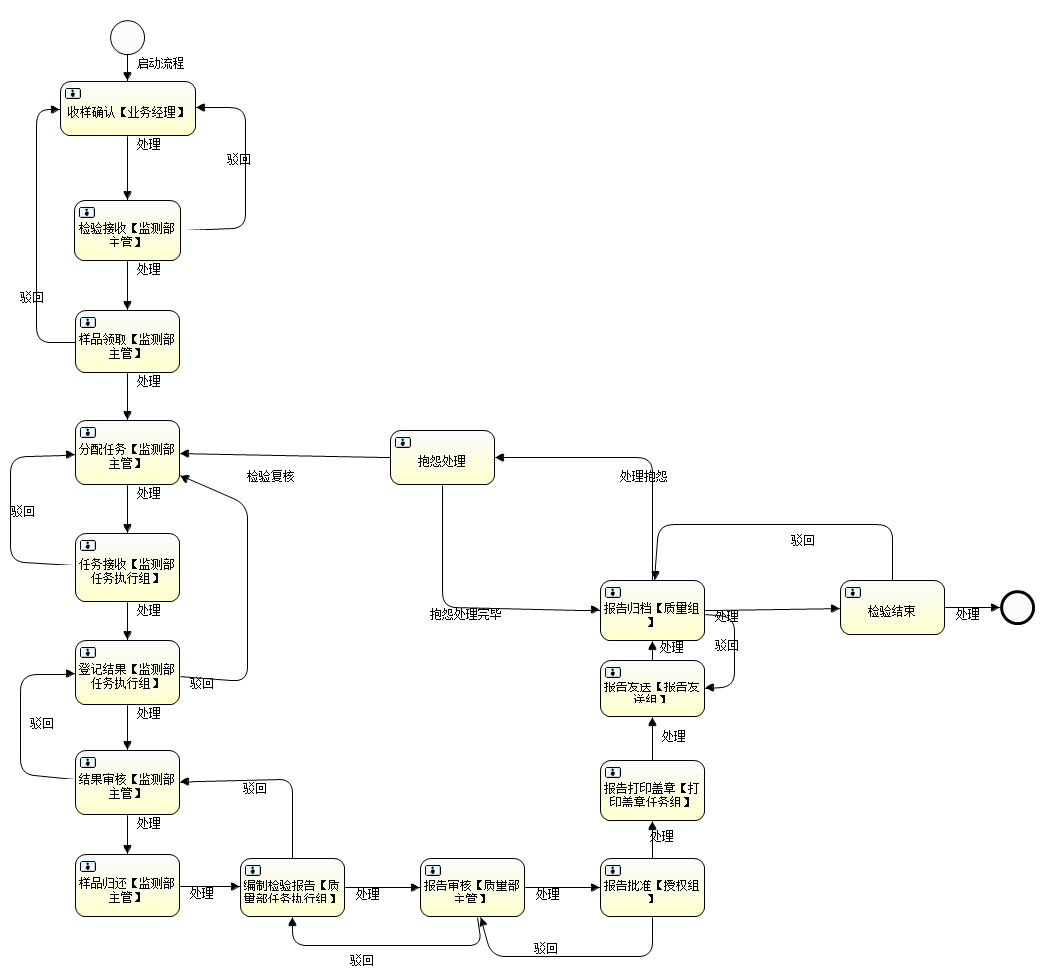 启动流程
收样确认【业务经理】
处理
驳回
检验接收【监测部
主管】
处理
驳回
样品领取【监测部
主管】
处理
分配任务【监测部
主管】
检验复核
抱怨处理
处理抱怨
处理
驳回
任务接收【监测部
任务执行组】
处理
驳回
抱怨处理完毕
报告归档【质量组
】
处理
检验结束
处理
登记结果【监测部
任务执行组】
驳回
处理
驳回
处理
报告发送【报告发
送组】
驳回
处理
结果审核【监测部
主管】
驳回
报告打印盖章【打
印盖章任务组】
处理
处理
样品归还【监测部
主管】
处理
编制检验报告【质
量部任务执行组】
处理
报告审核【质量部
主管】
处理
报告批准【授权组
】
驳回
驳回